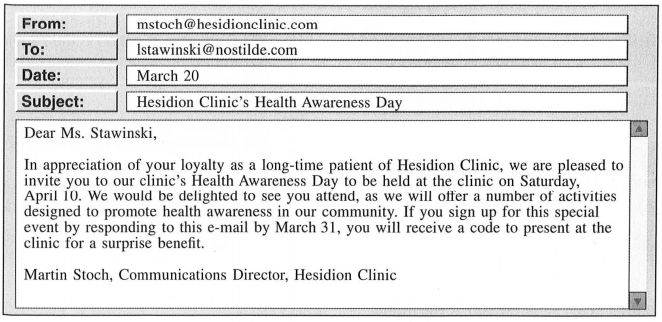 From: mstoch@hesidionclinic.com
To: lstawinski@nostilde.com
Date: March 20
Subject: Hesidion Clinic's Health Awareness Day
Dear Ms. Stawinski,
In appreciation of your loyalty as a long-time patient of Hesidion Clinic, we are pleased to
invite you to our clinic's Health Awareness Day to be held at the clinic on Saturday,
April 10. We would be delighted to see you attend, as we will offer a number of activities
designed to promote health awareness in our community. If you sign up for this special
event by responding to this e-mail by March 31, you will receive a code to present at the
clinic for a surprise benefit.
Martin Stoch, Communications Director, Hesidion Clinic